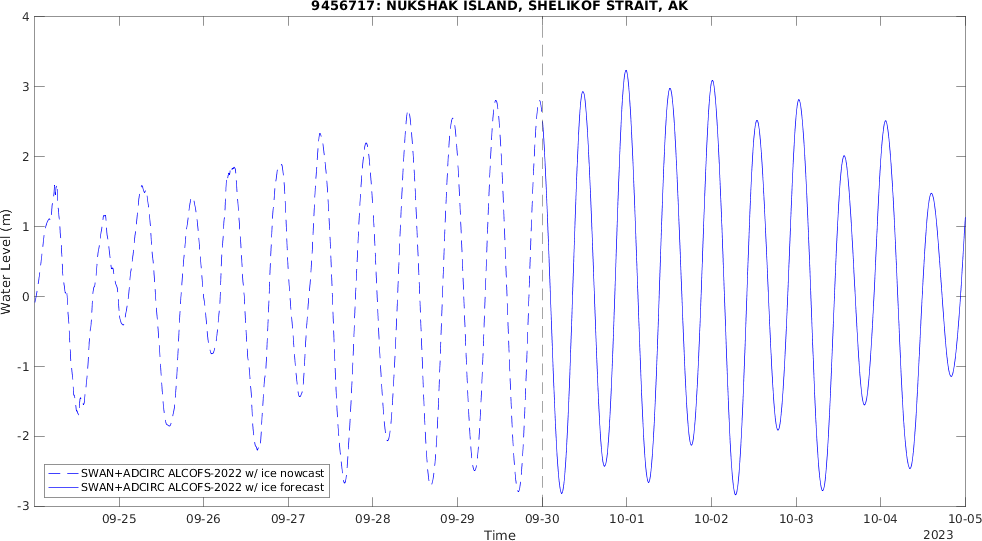 9456717: NUKSHAK ISLAND, SHELIKOF STRAIT, AK
4
3
2
1
0
-1
-2
-3
Water Level (m)
SWAN+ADCIRC ALCOFS-2022 w/ ice nowcast
SWAN+ADCIRC ALCOFS-2022 w/ ice forecast
09-25 09-26 09-27 09-28 09-29 09-30 10-01 10-02 10-03 10-04 10-05
Time
2023